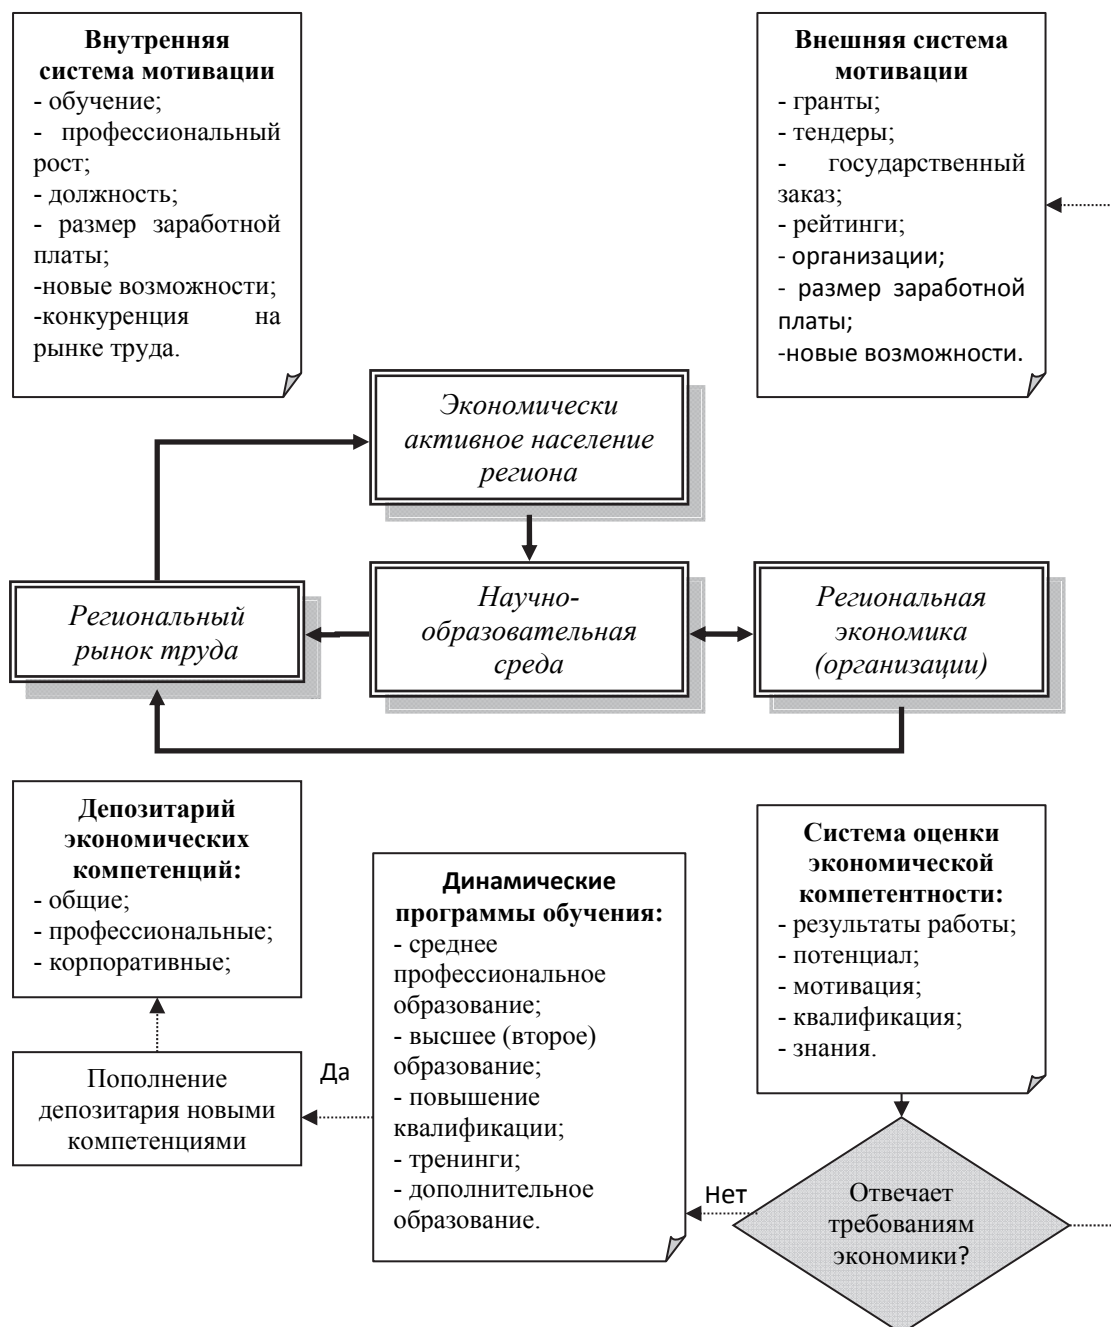 Внутренняя
система мотивации
- обучение;
- профессиональный
рост;
- должность;
- размер заработной
платы;
-новые возможности;
-конкуренция на
рынке труда.
Внешняя система
мотивации
- гранты;
- тендеры;
- государственный
заказ;
- рейтинги;
- организации;
- размер заработной
платы;
-новые возможности.
Экономически
активное население
региона
Региональный
рынок труда
Научно-
образовательная
среда
Региональная
экономика
(организации)
Депозитарий
экономических
компетенций:
- общие;
- профессиональные;
- корпоративные;
Пополнение
депозитария новыми
компетенциями
Да
Динамические
программы обучения:
- среднее
профессиональное
образование;
- высшее (второе)
образование;
- повышение
квалификации;
- тренинги;
- дополнительное
образование.
Система оценки
экономической
компетентности:
- результаты работы;
- потенциал;
- мотивация;
- квалификация;
- знания.
Нет
Отвечает
требованиям
экономики?